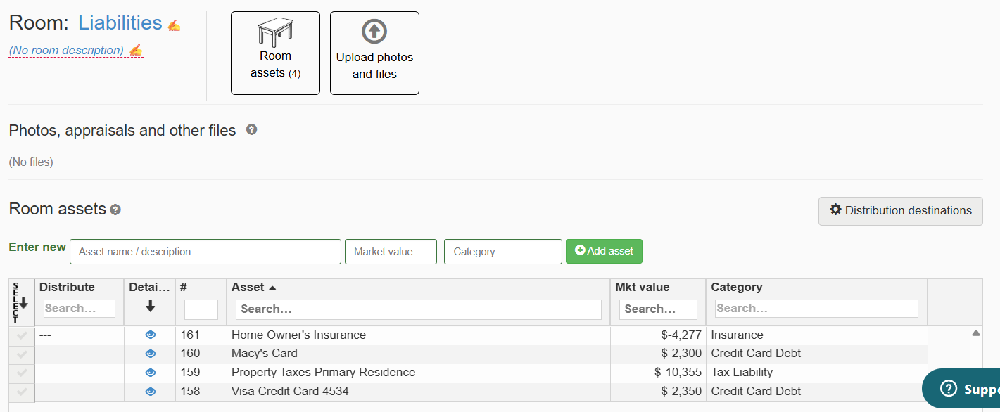 Room: Liabilities
(No room description)
Room
assets (4)
Upload photos
and files
Photos, appraisals and other files ?
(No files)
Room assets ?
Distribution destinations
Enter new Asset name / description Market value Category Add asset
SELECT Distribute Detai... # Asset Mkt value Category
Search... Search... Search... Search...
--- 161 Home Owner's Insurance $-4,277 Insurance
--- 160 Macy's Card $-2,300 Credit Card Debt
--- 159 Property Taxes Primary Residence $-10,355 Tax Liability
--- 158 Visa Credit Card 4534 $-2,350 Credit Card Debt
? Suppo